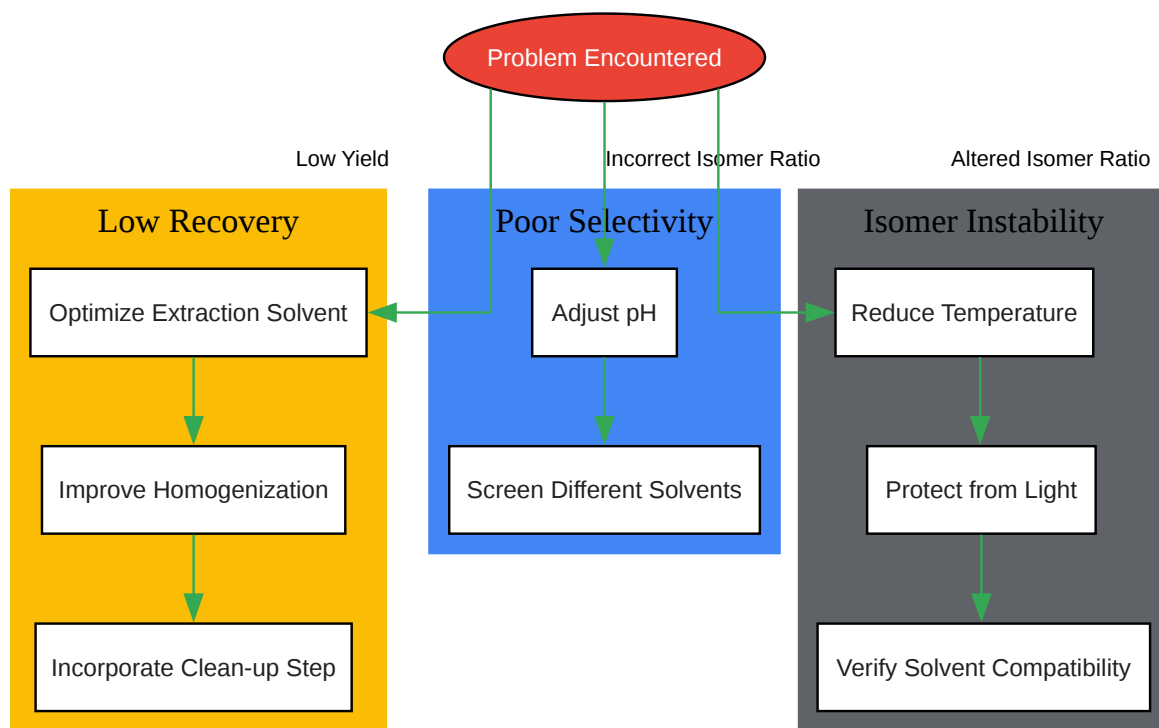 Problem Encountered
Low Yield
Incorrect Isomer Ratio
Altered Isomer Ratio
Low Recovery
Poor Selectivity
Isomer Instability
Optimize Extraction Solvent
Adjust pH
Reduce Temperature
Improve Homogenization
Screen Different Solvents
Protect from Light
Incorporate Clean-up Step
Verify Solvent Compatibility